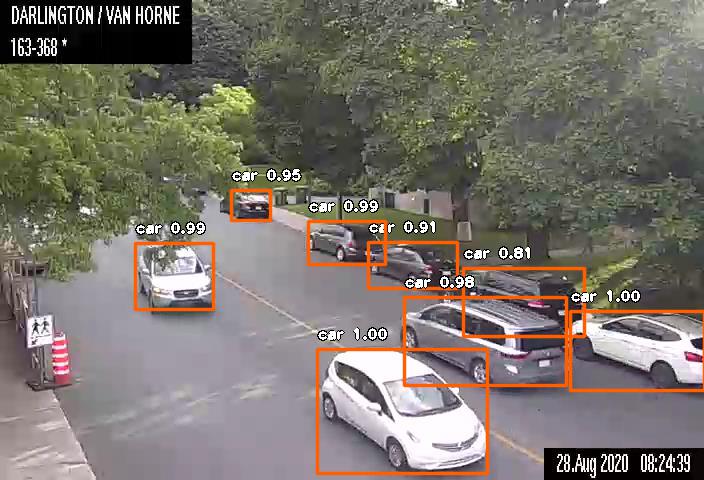 DARLINGTON / VAN HORNE
163-368 *
car 0.95
car 0.99
car 0.99
car 0.91
car 0.81
car 0.98
car 1.00
car 1.00
28.Aug 2020 08:24:39